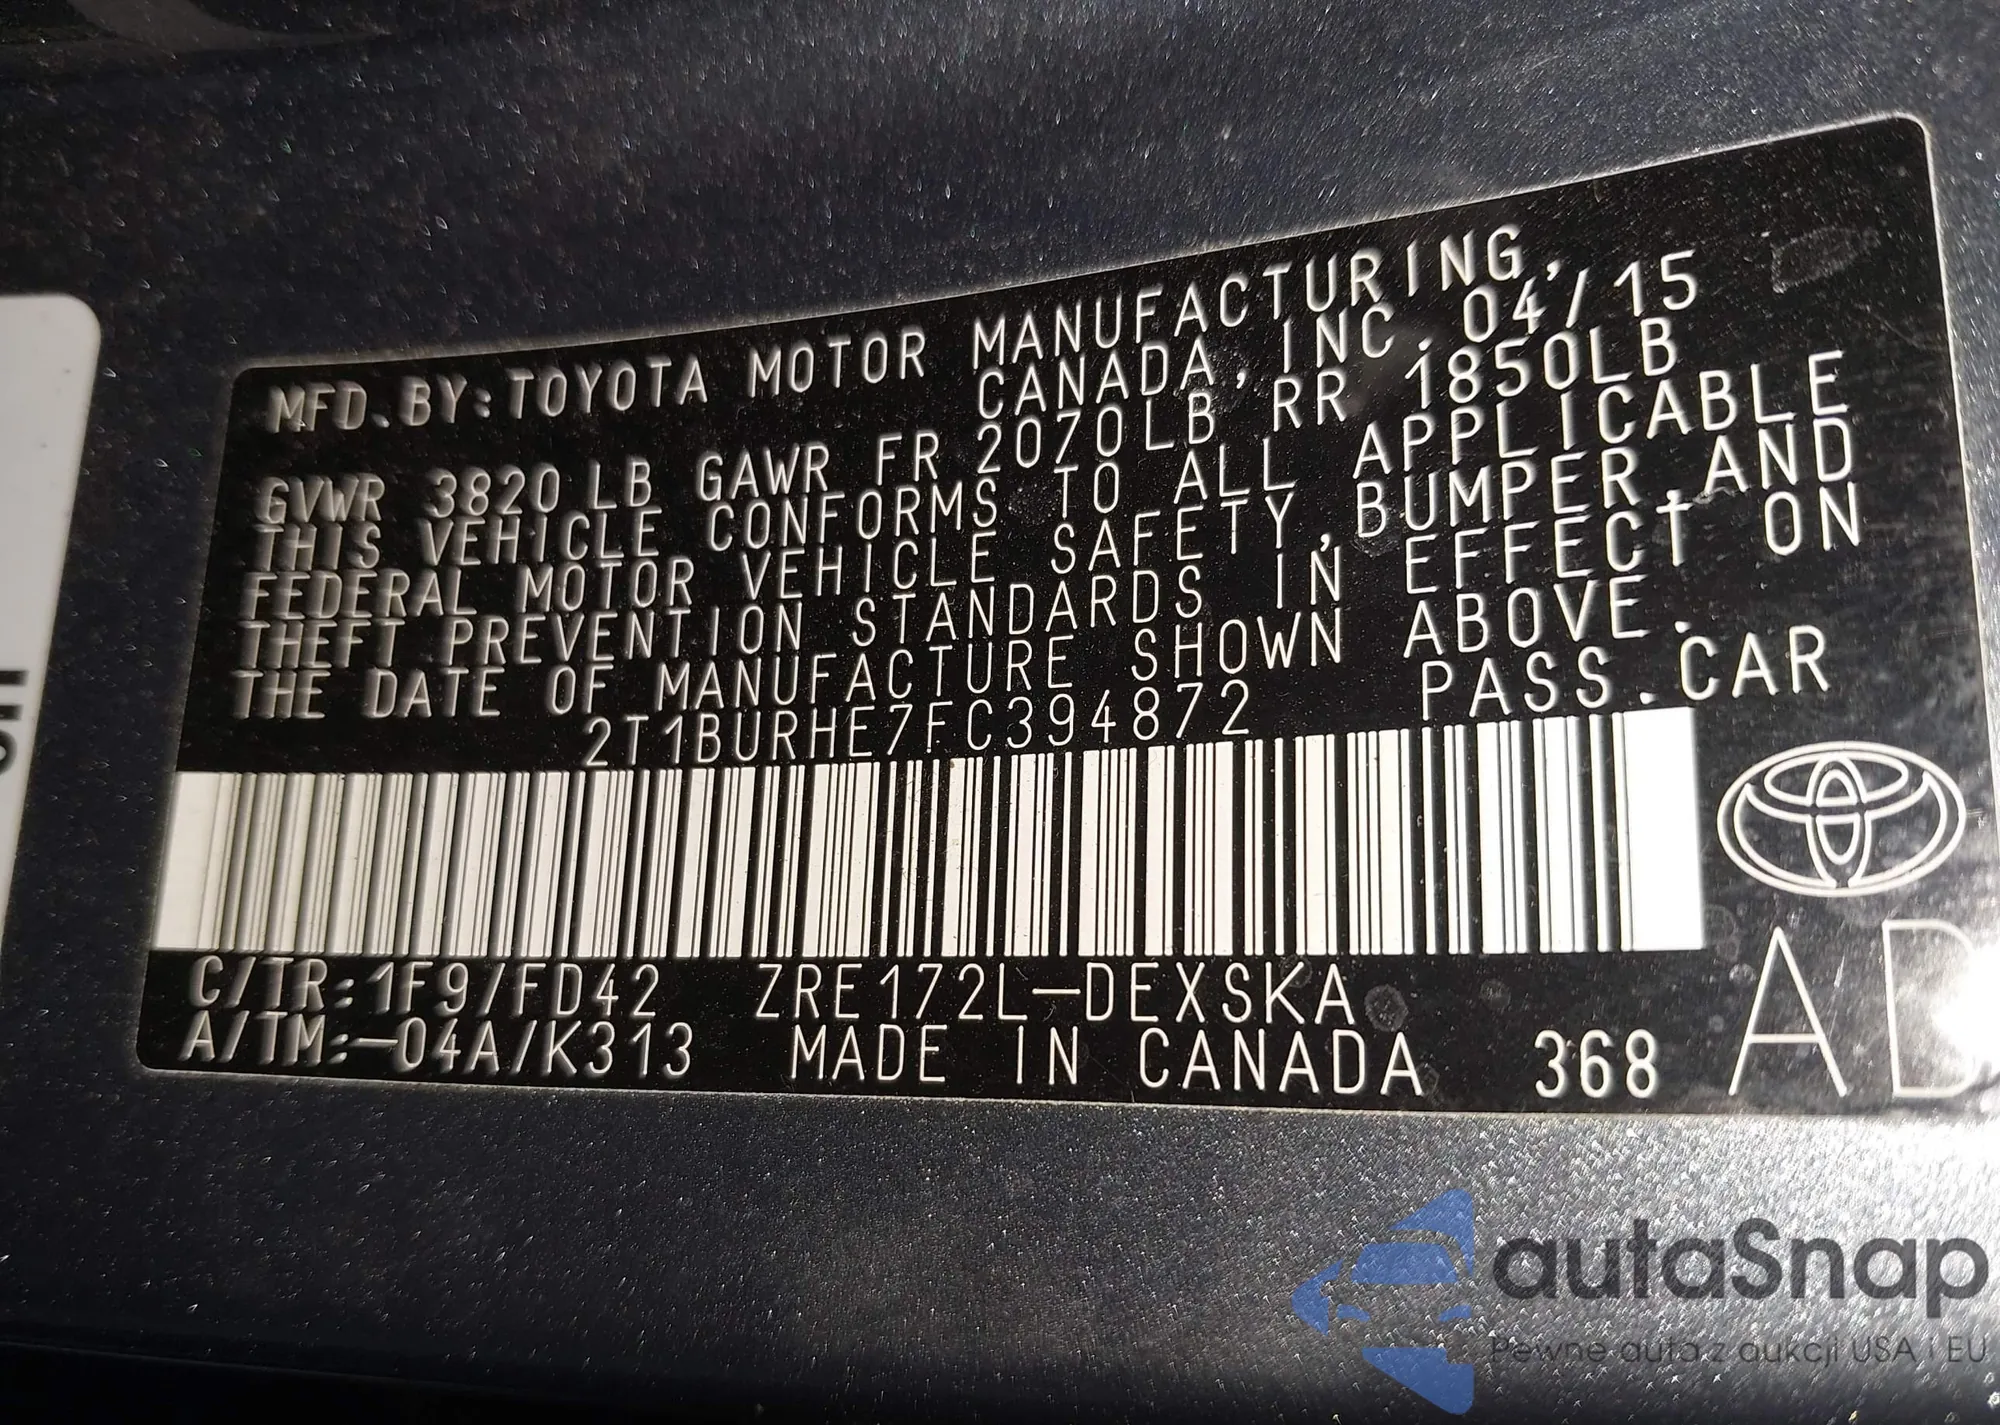 MFD. BY: TOYOTA MOTOR MANUFACTURING,
CANADA, INC. 04/15
GVWR 3820 LB GAWR FR 2070LB RR 1850LB
THIS VEHICLE CONFORMS TO ALL APPLICABLE
FEDERAL MOTOR VEHICLE SAFETY, BUMPER, AND
THEFT PREVENTION STANDARDS IN EFFECT ON
THE DATE OF MANUFACTURE SHOWN ABOVE.
2T1BURHE7FC394872 PASS. CAR
C/TR: 1F9/FD42 ZRE172L-DEXSKA
A/TM: -04A/K313 MADE IN CANADA 368
autaSnap
Pewne auta z aukcji USA i EU